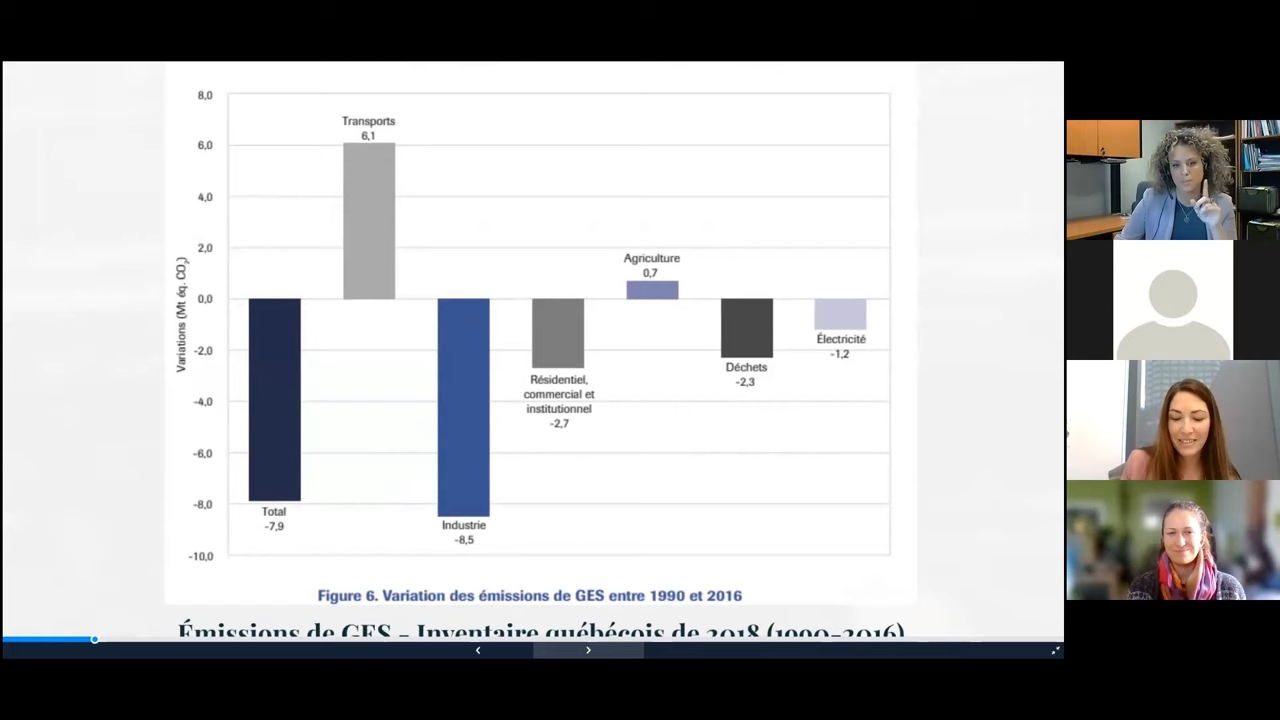 8,0
Transports
6,1
6,0
4,0
2,0
Agriculture
0,7
Variations (Mt éq. CO₂)
0,0
-2,0
Électricité
-1,2
Déchets
-2,3
Résidentiel,
commercial et
institutionnel
-2,7
-4,0
-6,0
-8,0
Total
-7,9
Industrie
-8,5
-10,0
Figure 6. Variation des émissions de GES entre 1990 et 2016
Émissions de GES - Inventaire québécois de 2018 (1990-2016)